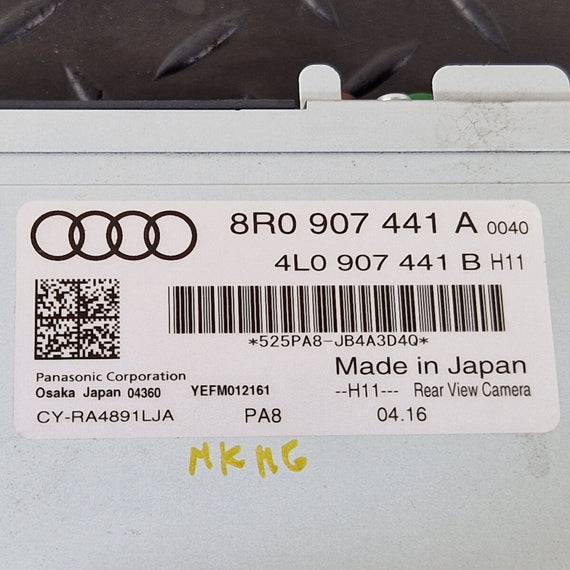 8R0 907 441 A 0040
4L0 907 441 B H11
*525PA8-JB4A3D4Q*
Made in Japan
Panasonic Corporation
Osaka Japan 04360 YEFM012161 --H11--- Rear View Camera
CY-RA4891LJA PA8 04.16
MKMG